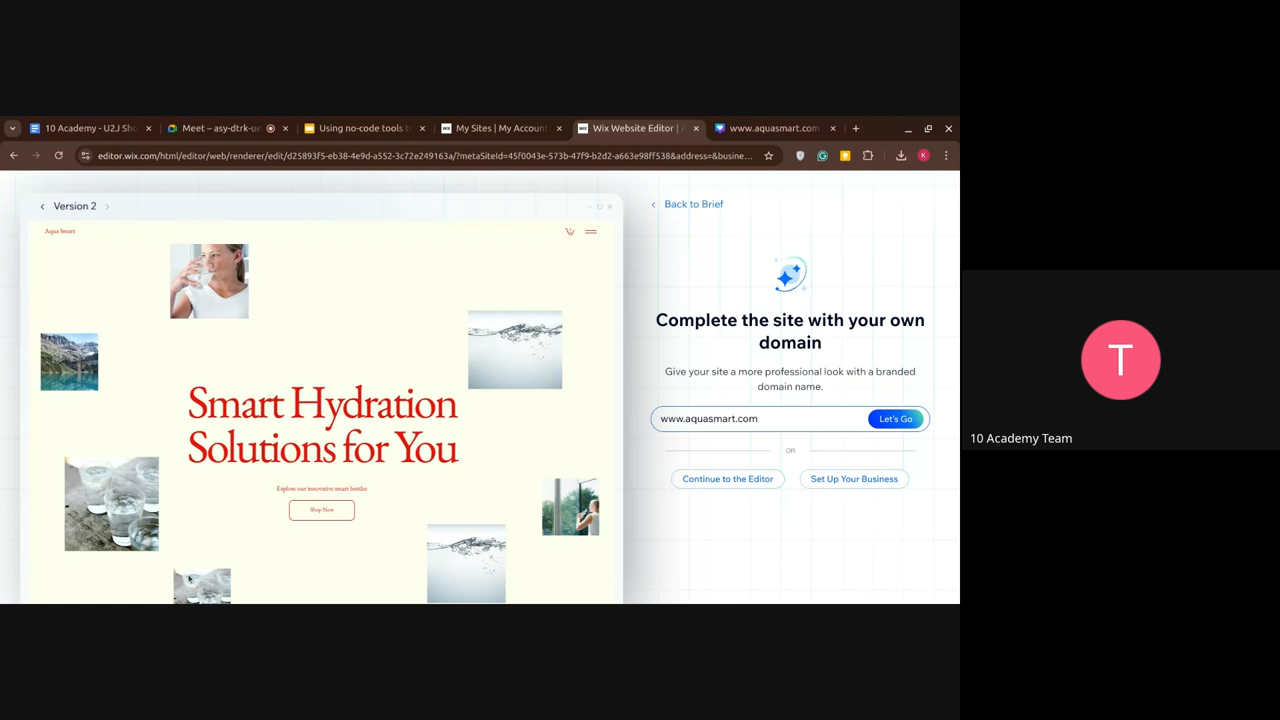 10 Academy - U2J Sho
Meet – asy-dtrk-ue
Using no-code tools t
My Sites | My Account
Wix Website Editor | A
www.aquasmart.com
editor.wix.com/html/editor/web/renderer/edit/d25893f5-eb38-4e9d-a552-3c72e249163a/?metaSiteId=45f0043e-573b-47f9-b2d2-a663e98ff538&address=&busine...
K
Version 2
Back to Brief
Aqua Smart
Complete the site with your own
domain
Give your site a more professional look with a branded
domain name.
www.aquasmart.com
Let's Go
OR
Continue to the Editor
Set Up Your Business
Smart Hydration
Solutions for You
Explore our innovative smart bottles
Shop Now
T
10 Academy Team